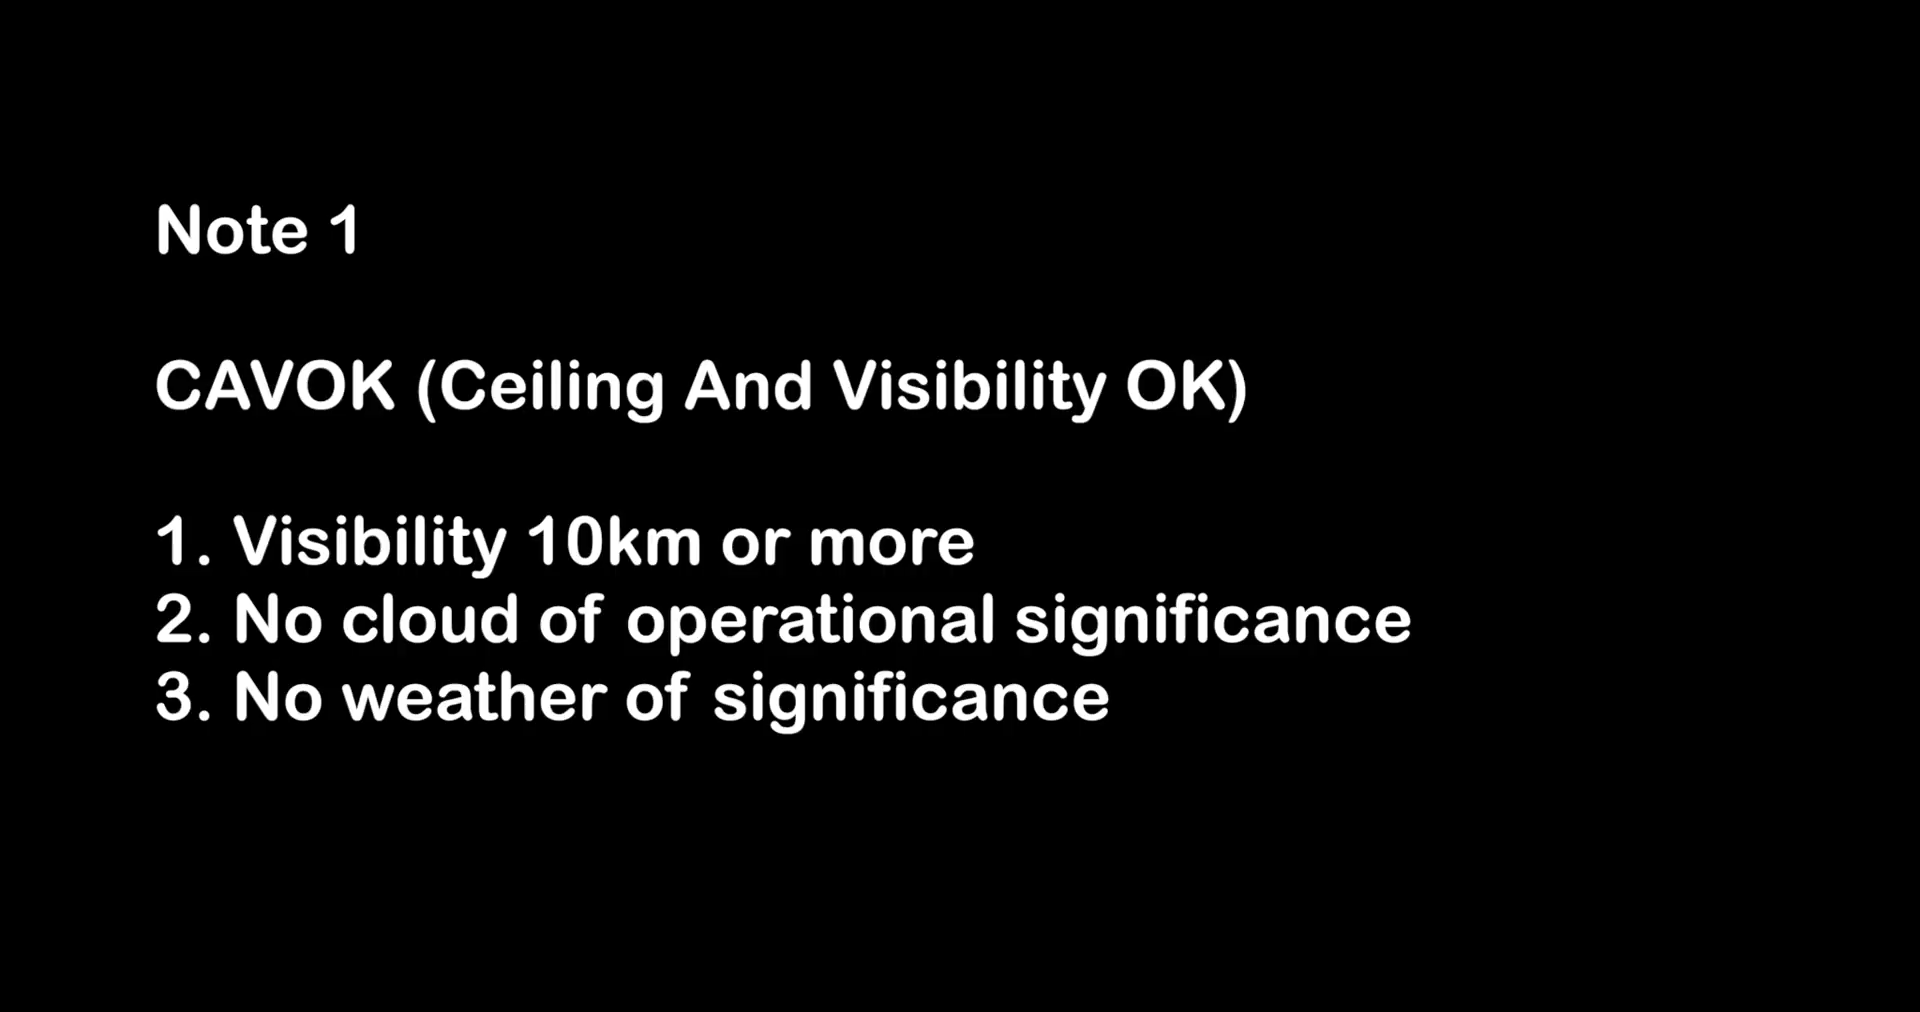 Note 1
CAVOK (Ceiling And Visibility OK)
1. Visibility 10km or more
2. No cloud of operational significance
3. No weather of significance